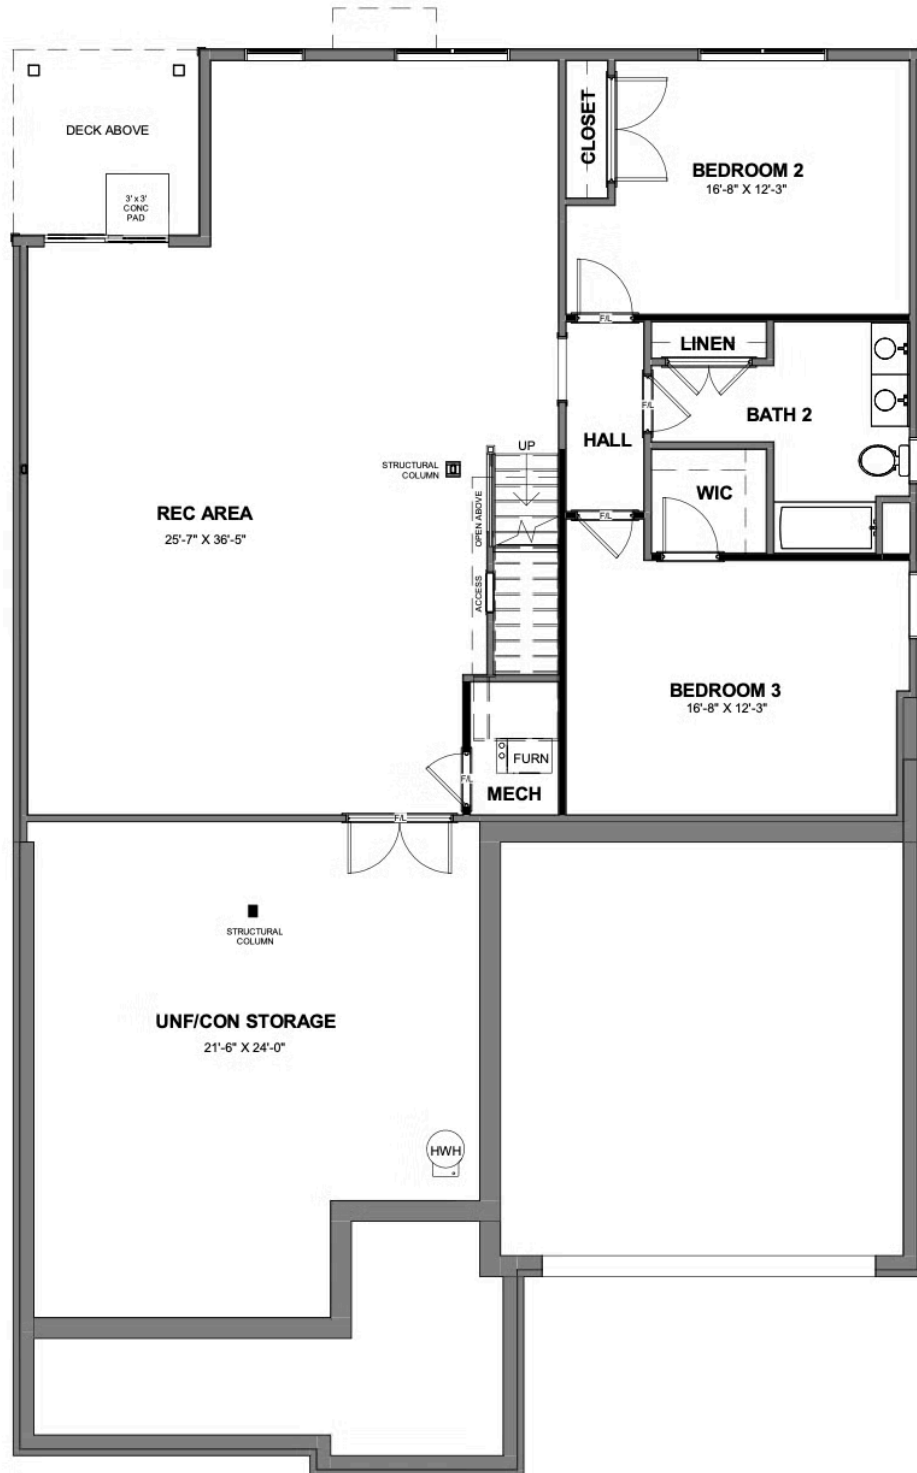 DECK ABOVE
3' x 3'
CONC
PAD
CLOSET
BEDROOM 2
16'-8" X 12'-3"
F/L
LINEN
F/L
BATH 2
HALL
UP
STRUCTURAL
COLUMN
WIC
OPEN ABOVE
REC AREA
25'-7" X 36'-5"
F/L
ACCESS
BEDROOM 3
16'-8" X 12'-3"
FURN
F/L
MECH
F/L
STRUCTURAL
COLUMN
UNF/CON STORAGE
21'-6" X 24'-0"
HWH